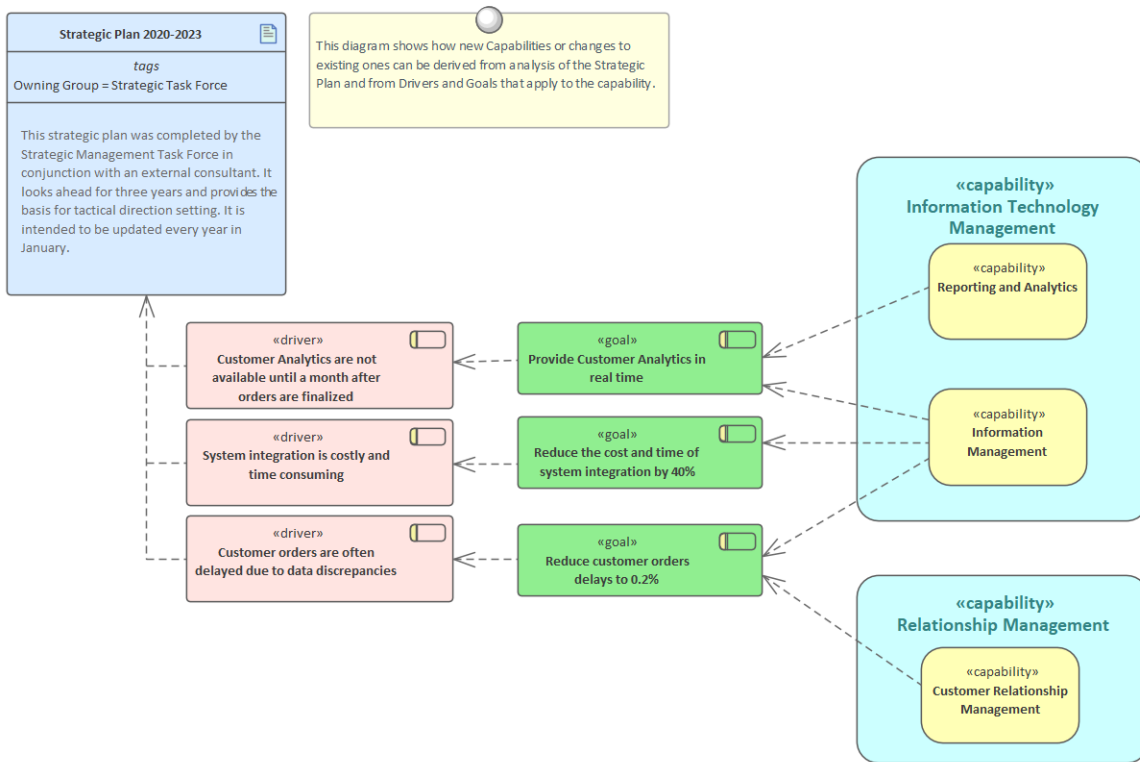 Strategic Plan 2020-2023
tags
Owning Group = Strategic Task Force
This strategic plan was completed by the
Strategic Management Task Force in
conjunction with an external consultant. It
looks ahead for three years and provides the
basis for tactical direction setting. It is
intended to be updated every year in
January.
This diagram shows how new Capabilities or changes to
existing ones can be derived from analysis of the Strategic
Plan and from Drivers and Goals that apply to the capability.
«driver»
Customer Analytics are not
available until a month after
orders are finalized
«driver»
System integration is costly and
time consuming
«driver»
Customer orders are often
delayed due to data discrepancies
«goal»
Provide Customer Analytics in
real time
«goal»
Reduce the cost and time of
system integration by 40%
«goal»
Reduce customer orders
delays to 0.2%
«capability»
Information Technology
Management
«capability»
Reporting and Analytics
«capability»
Information
Management
«capability»
Relationship Management
«capability»
Customer Relationship
Management